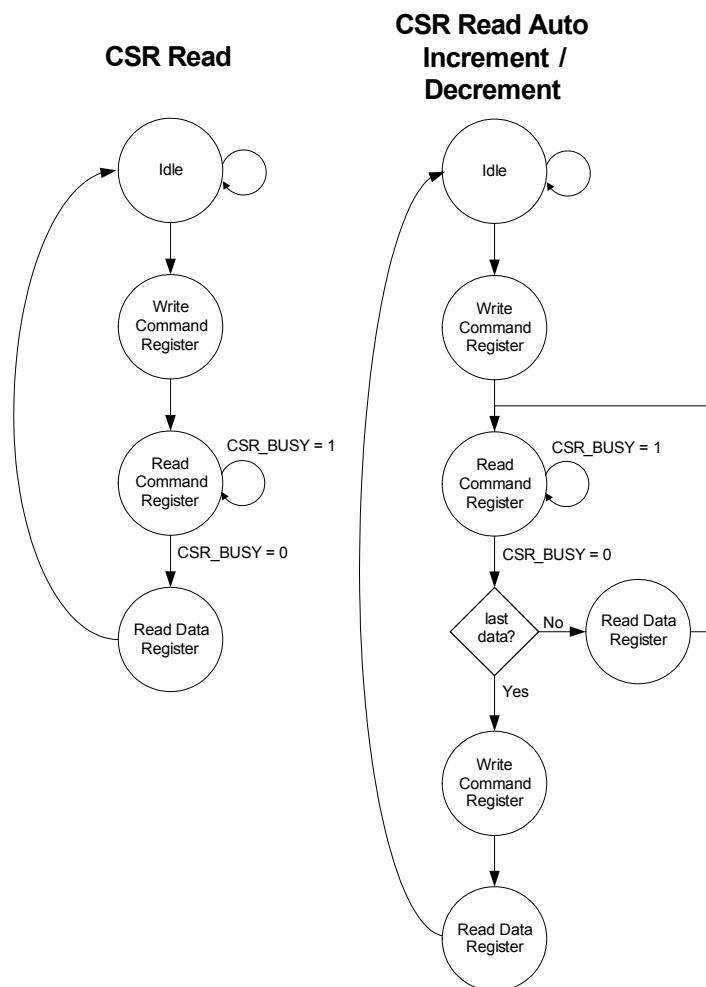 CSR Read
Idle
Write
Command
Register
CSR_BUSY = 1
Read
Command
Register
CSR_BUSY = 0
Read Data
Register
CSR Read Auto
Increment /
Decrement
Idle
Write
Command
Register
CSR_BUSY = 1
Read
Command
Register
CSR_BUSY = 0
last
data?
No
Read Data
Register
Yes
Write
Command
Register
Read Data
Register